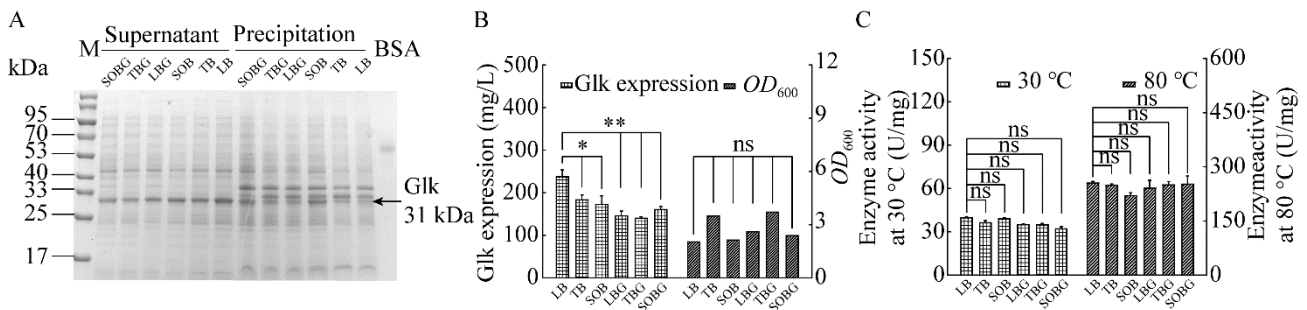 A
M
Supernatant
Precipitation
BSA
kDa
SOBG TBG LBG SOB TB LB SOBG TBG LBG SOB TB LB
95
70
53
43
33
25
17
Glk
31 kDa
B
Glk expression (mg/L)
500
400
300
200
150
100
50
0
Glk expression OD600
** 
*
ns
12
9
6
3
0
OD600
LB TB SOB LBG TBG SOBG LB TB SOB LBG TBG SOBG
C
Enzyme activity
at 30 °C (U/mg)
150
120
90
60
30
0
30 °C 80 °C
ns
ns
ns
ns
ns
ns
ns
ns
ns
ns
600
450
300
150
0
Enzymeactivity
at 80 °C (U/mg)
LB TB SOB LBG TBG SOBG LB TB SOB LBG TBG SOBG